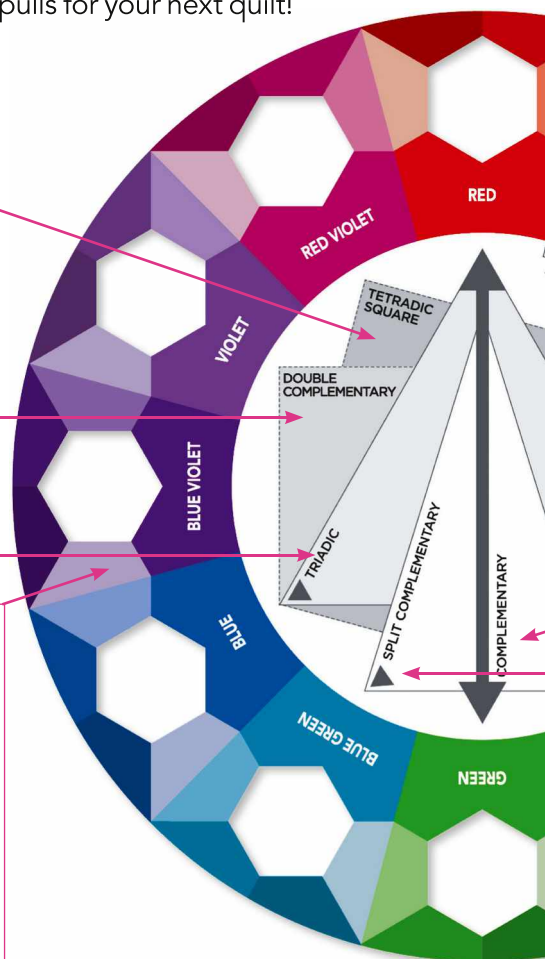 pulls for your next quilt!
RED
RED VIOLET
VIOLET
BLUE VIOLET
BLUE
BLUE GREEN
GREEN
TETRADIC
SQUARE
DOUBLE
COMPLEMENTARY
TRIADIC
SPLIT COMPLEMENTARY
COMPLEMENTARY